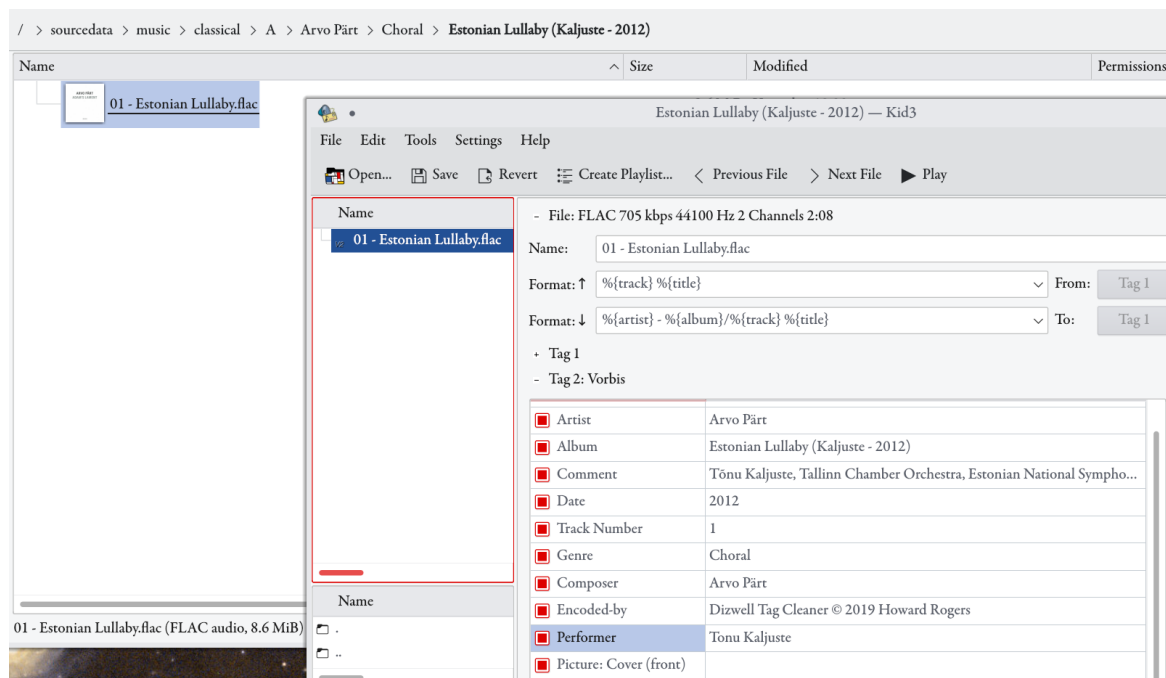 / > sourcedata > music > classical > A > Arvo Pärt > Choral > Estonian Lullaby (Kaljuste - 2012)
Name Size Modified Permissions
01 - Estonian Lullaby.flac
Estonian Lullaby (Kaljuste - 2012) — Kid3
File Edit Tools Settings Help
Open... Save Revert Create Playlist... Previous File Next File Play
Name
01 - Estonian Lullaby.flac
- File: FLAC 705 kbps 44100 Hz 2 Channels 2:08
Name: 01 - Estonian Lullaby.flac
Format: ↑ %{track} %{title} From: Tag 1
Format: ↓ %{artist} - %{album}/%{track} %{title} To: Tag 1
+ Tag 1
- Tag 2: Vorbis
Artist Arvo Pärt
Album Estonian Lullaby (Kaljuste - 2012)
Comment Tõnu Kaljuste, Tallinn Chamber Orchestra, Estonian National Sympho...
Date 2012
Track Number 1
Genre Choral
Composer Arvo Pärt
Encoded-by Dizwell Tag Cleaner © 2019 Howard Rogers
Performer Tonu Kaljuste
Picture: Cover (front)
Name
.
..
01 - Estonian Lullaby.flac (FLAC audio, 8.6 MiB)